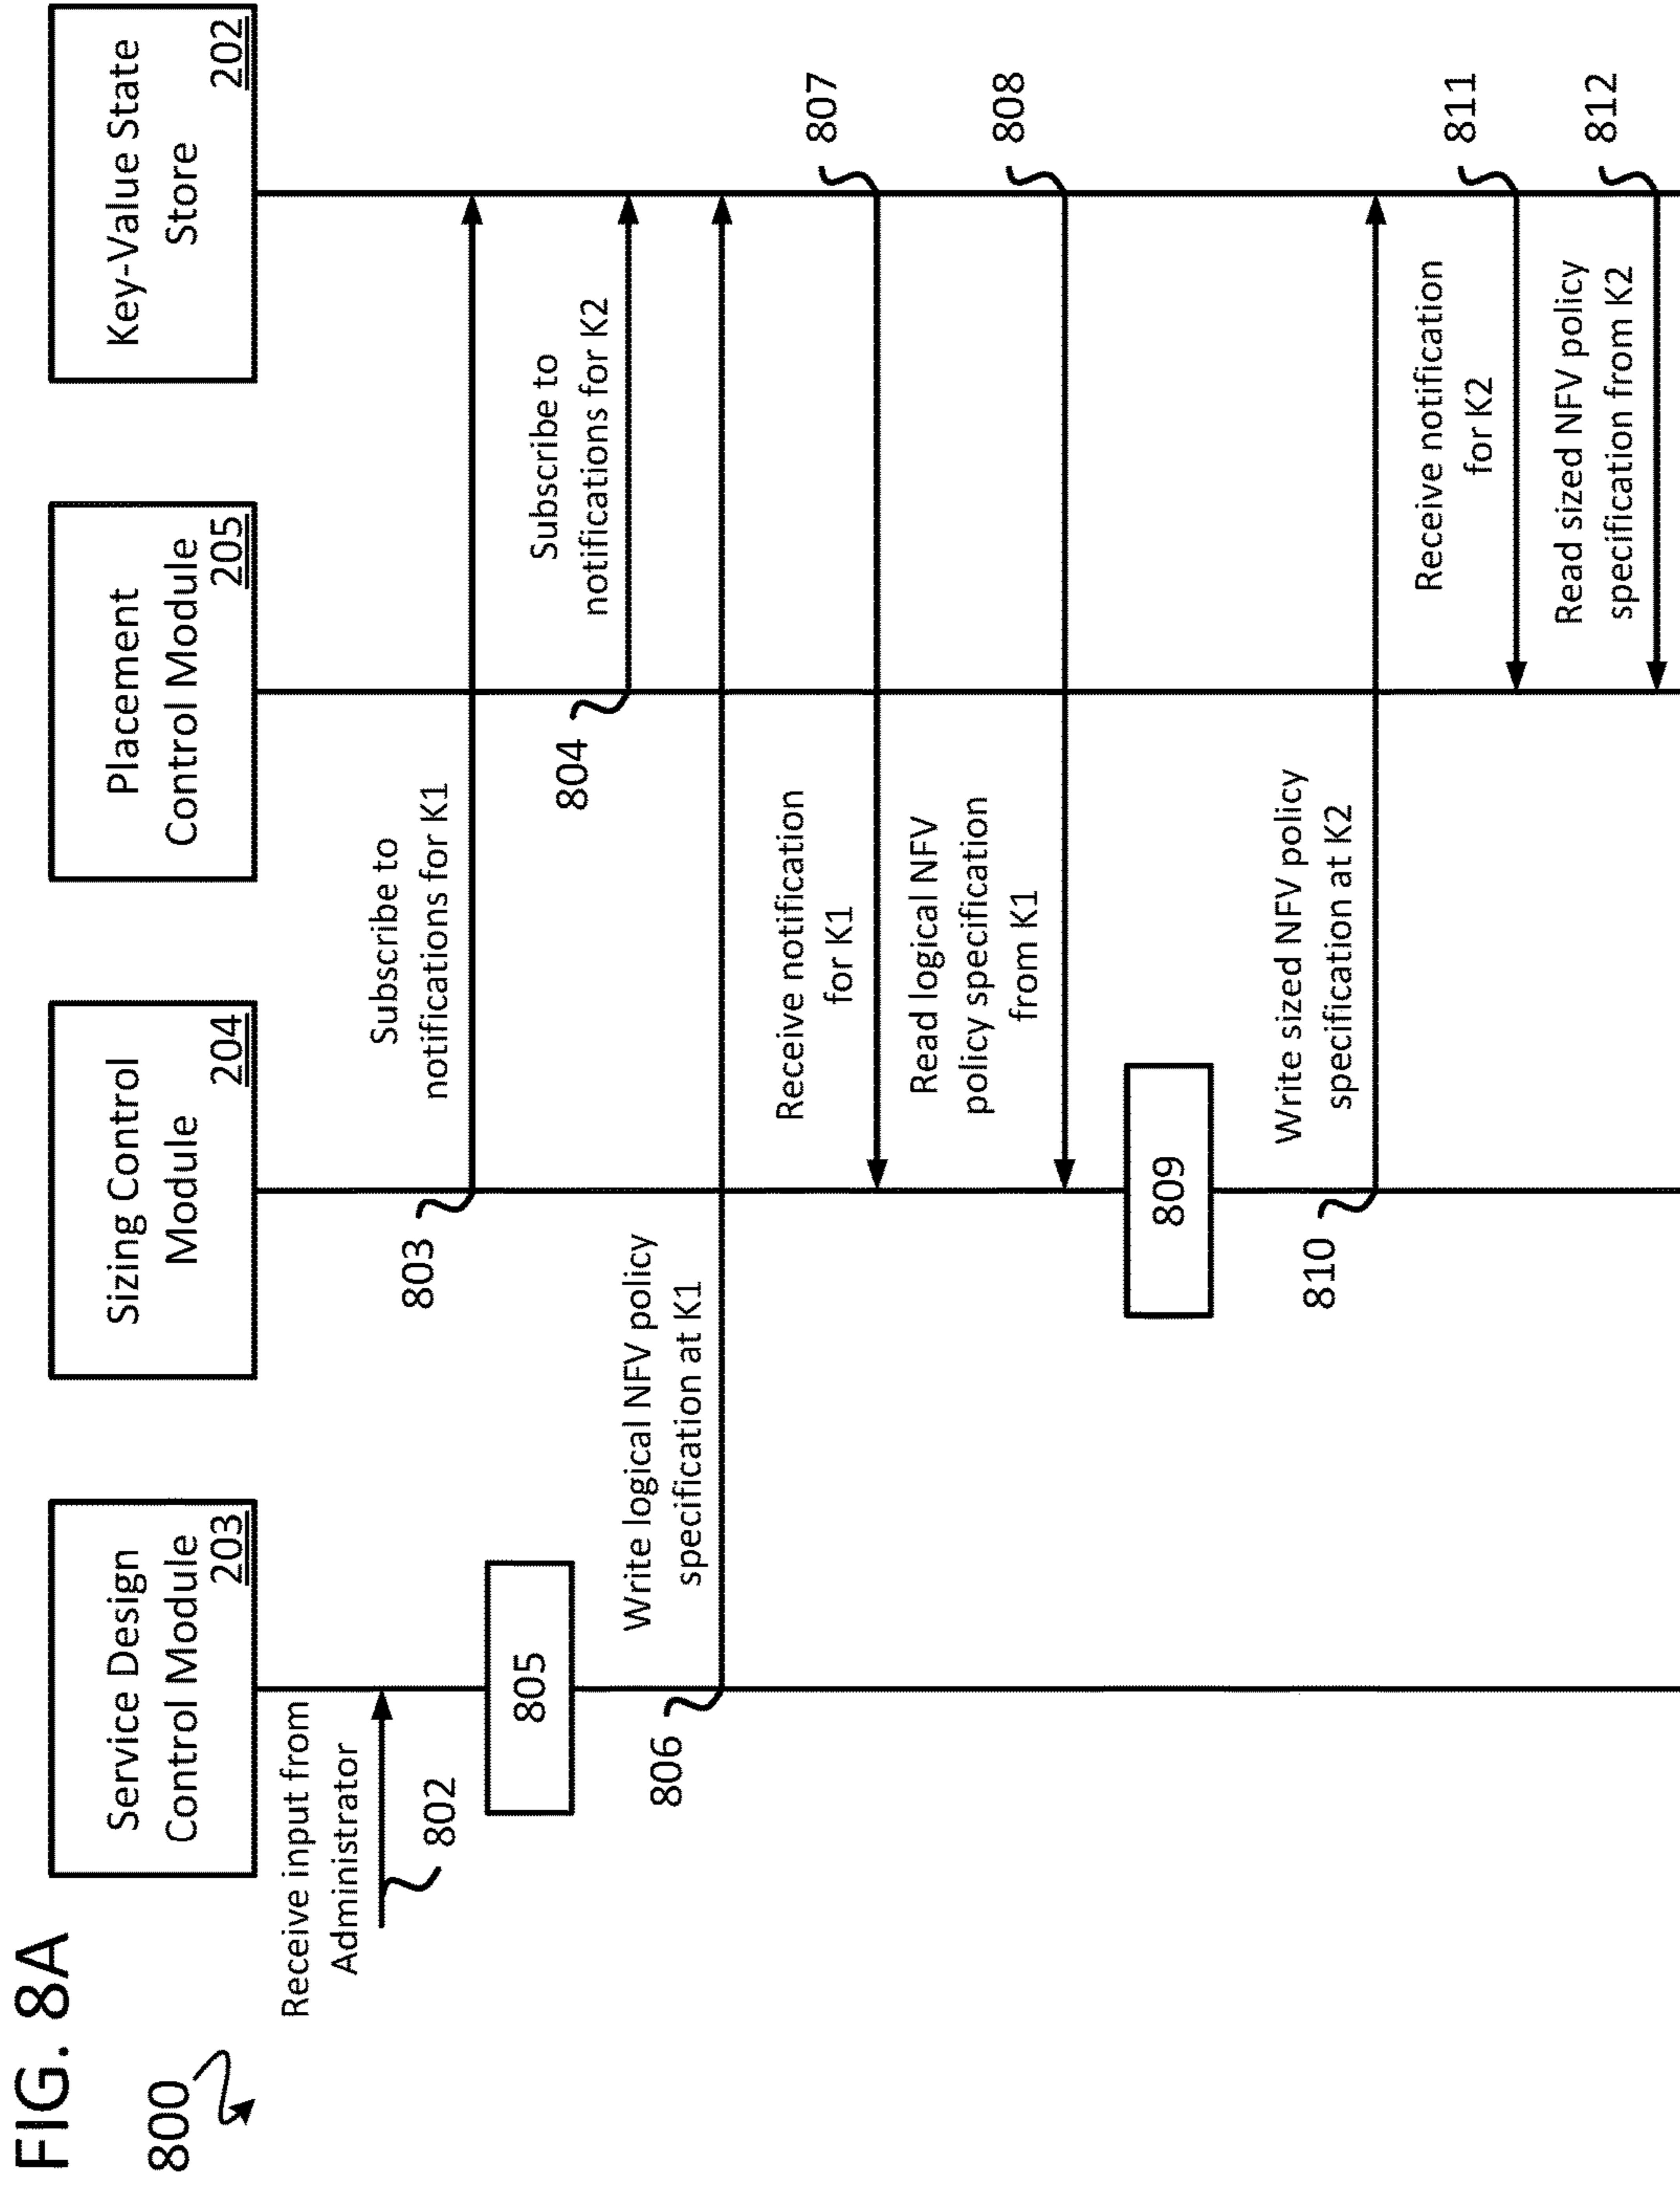 FIG. 8A
800
Service Design
Control Module
203
Sizing Control
Module
204
Placement
Control Module
205
Key-Value State
Store
202
Receive input from
Administrator
802
Subscribe to
notifications for K1
803
Subscribe to
notifications for K2
804
805
Write logical NFV policy
specification at K1
806
Receive notification
for K1
807
Read logical NFV
policy specification
from K1
808
809
Write sized NFV policy
specification at K2
810
Receive notification
for K2
811
Read sized NFV policy
specification from K2
812